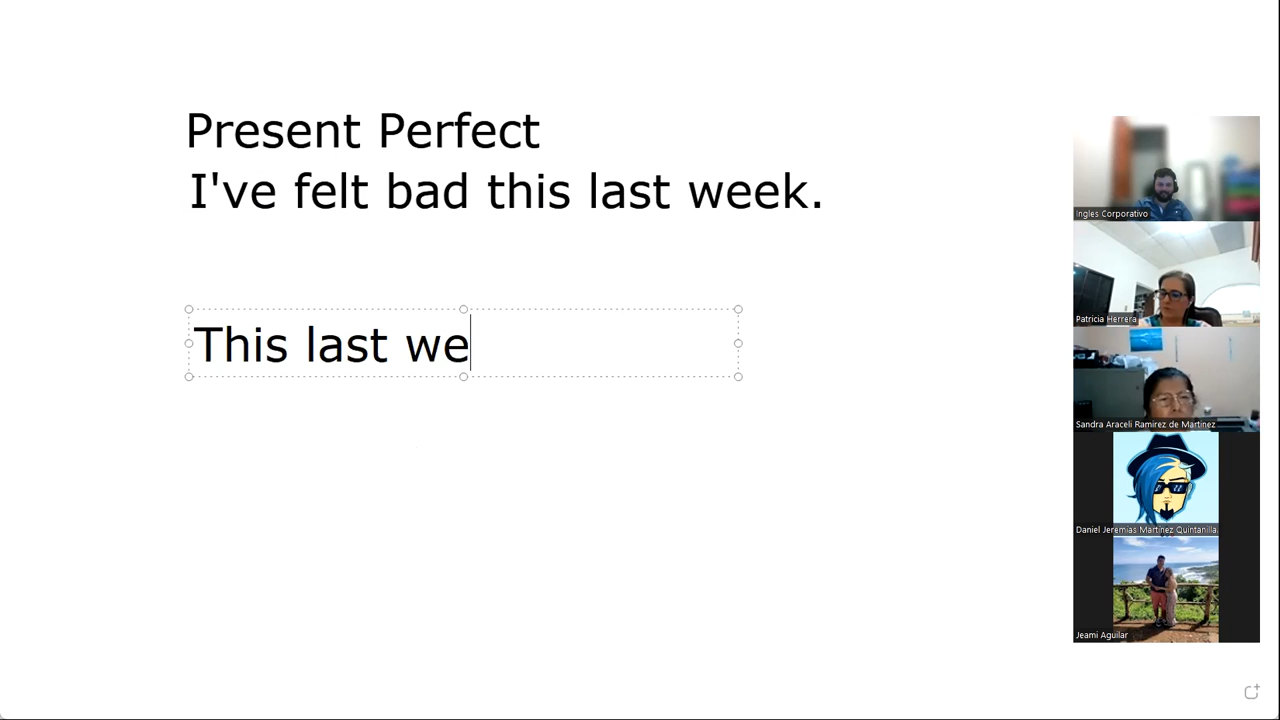 Present Perfect
I've felt bad this last week.
This last we
Ingles Corporativo
Patricia Herrera
Sandra Araceli Ramirez de Martinez
Daniel Jeremias Martinez Quintanilla
Jeami Aguilar